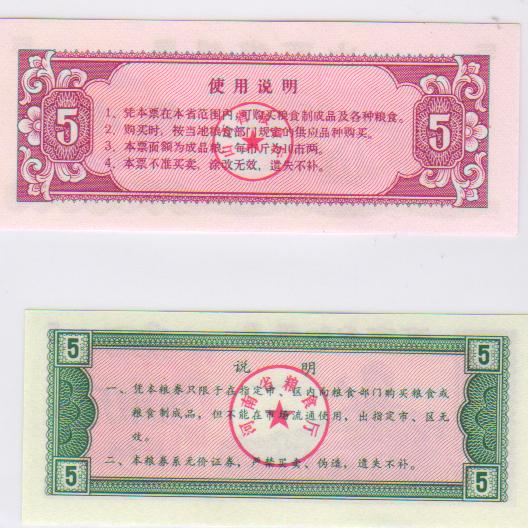 使用说明
5
5
1、凭本票在本省范围内，可购买粮食制成品及各种粮食。
2、购买时，按当地粮食部门规定的供应品种购买。
3、本票面额为成品粮，每市斤为10市两。
4、本票不准买卖，涂改无效，遗失不补。
5
5
说 明
河南省粮食厅
一、凭本粮券只限于在指定市、区内向粮食部门购买粮食或
粮食制成品，但不能在市场流通使用，出指定市、区无
效。
二、本粮券系无价证券，严禁买卖、伪造，遗失不补。
5
5